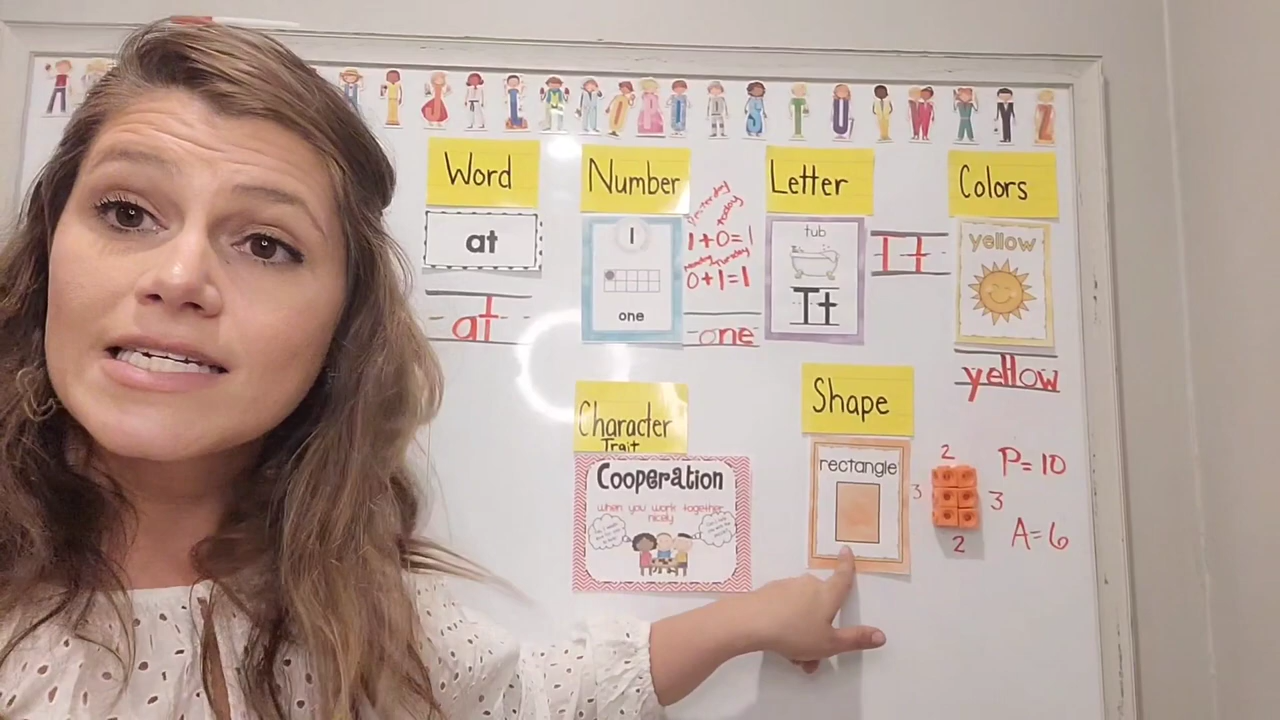 Word
Number
Letter
Colors
at
at
1
one
Yesterday
today
1+0=1
Monday Tuesday
0+1=1
one
tub
Tt
Tt
yellow
yellow
Character
Trait
Cooperation
when you work together
nicely
Shape
rectangle
2
3
3
2
P=10
A=6